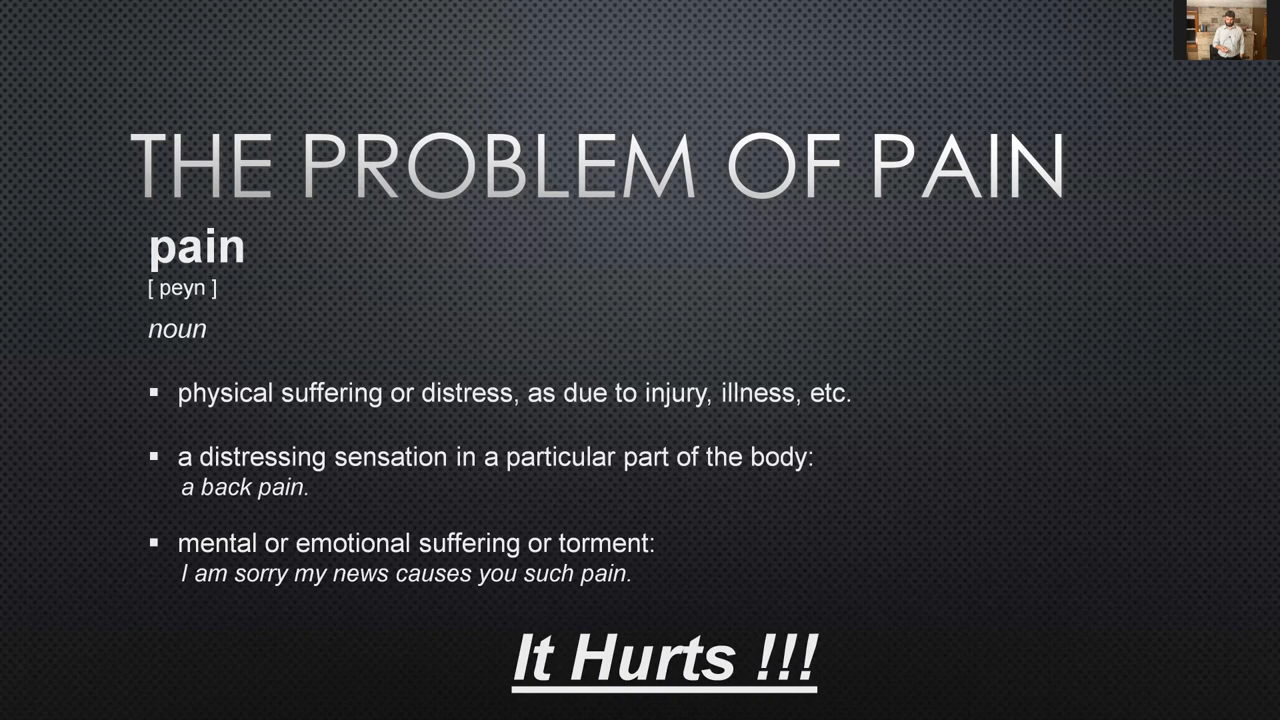 THE PROBLEM OF PAIN
pain
[ peyn ]
noun
▪ physical suffering or distress, as due to injury, illness, etc.
▪ a distressing sensation in a particular part of the body:
a back pain.
▪ mental or emotional suffering or torment:
I am sorry my news causes you such pain.
It Hurts !!!